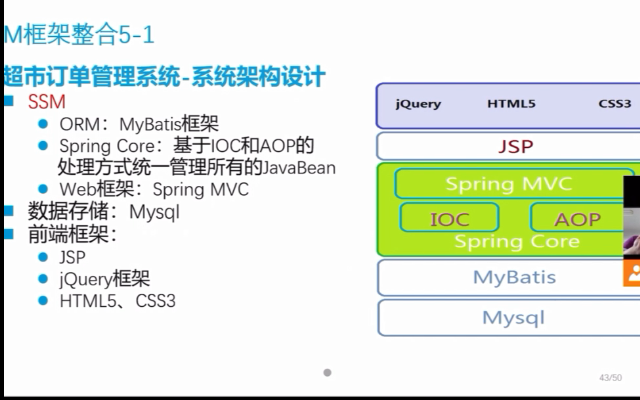 M框架整合5-1
超市订单管理系统-系统架构设计
SSM
ORM：MyBatis框架
Spring Core：基于IOC和AOP的
处理方式统一管理所有的JavaBean
Web框架：Spring MVC
数据存储：Mysql
前端框架：
JSP
jQuery框架
HTML5、CSS3
jQuery HTML5 CSS3
JSP
Spring MVC
IOC AOP
Spring Core
MyBatis
Mysql
43/50